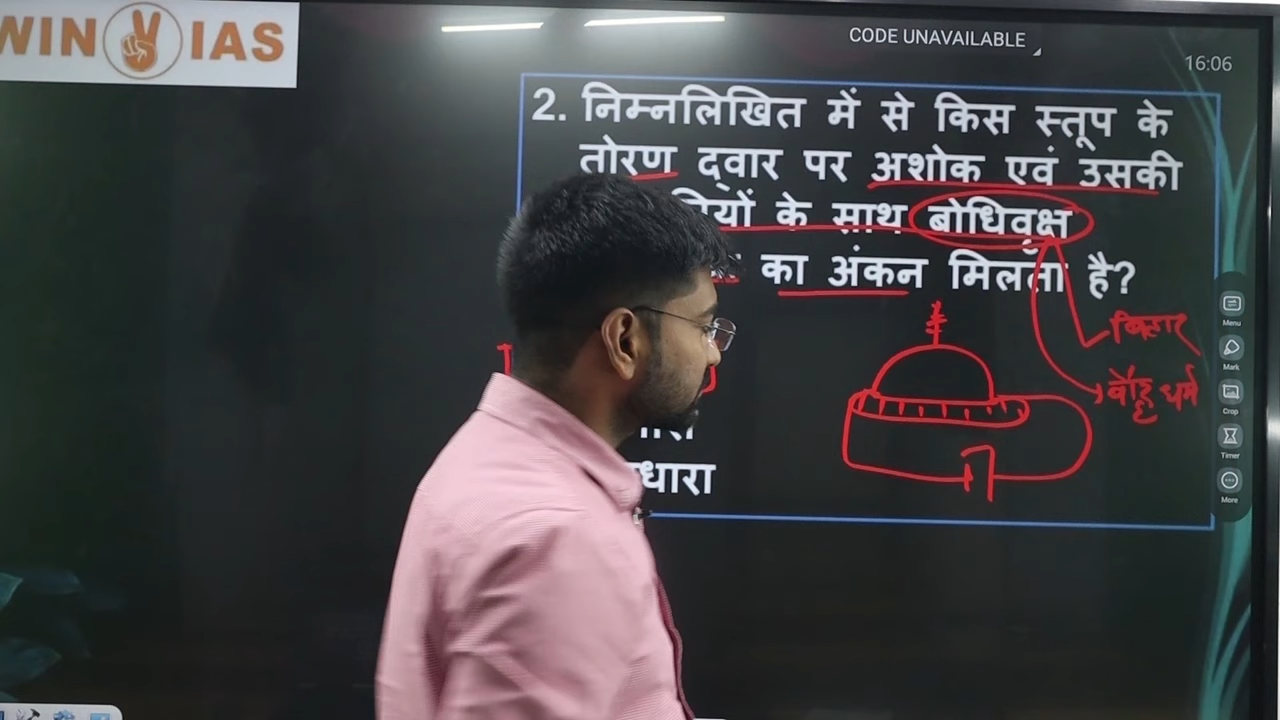 WIN IAS
CODE UNAVAILABLE
16:06
2. निम्नलिखित में से किस स्तूप के
तोरण द्वार पर अशोक एवं उसकी
के साथ बोधिवृक्ष
का अंकन मिलता है?
बिहार
बौद्ध धर्म
Menu
Mark
Crop
Timer
More